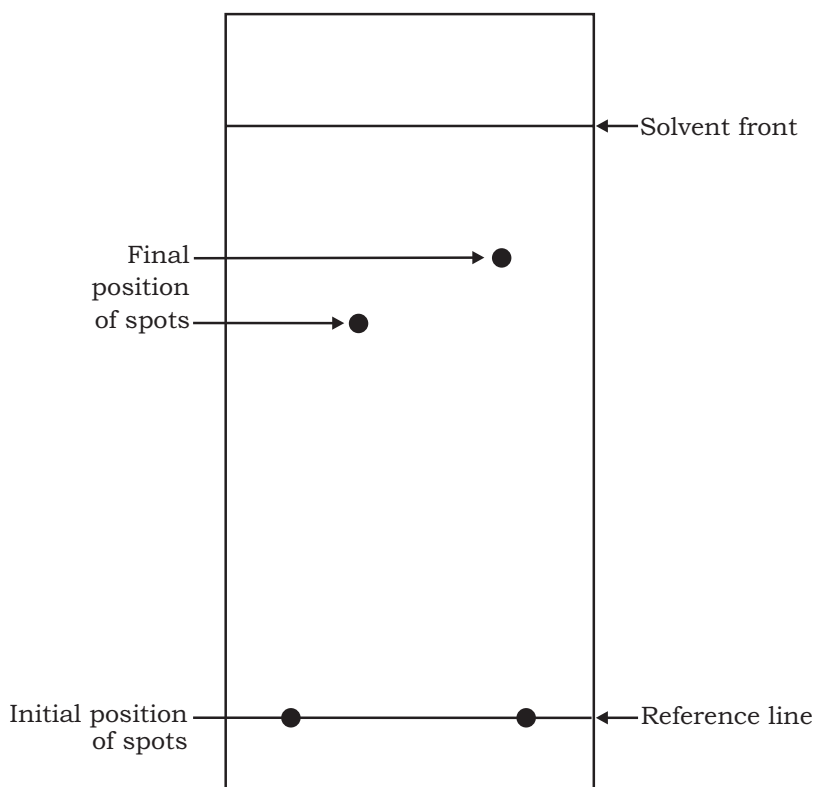 Solvent front
Final
position
of spots
Initial position
of spots
Reference line